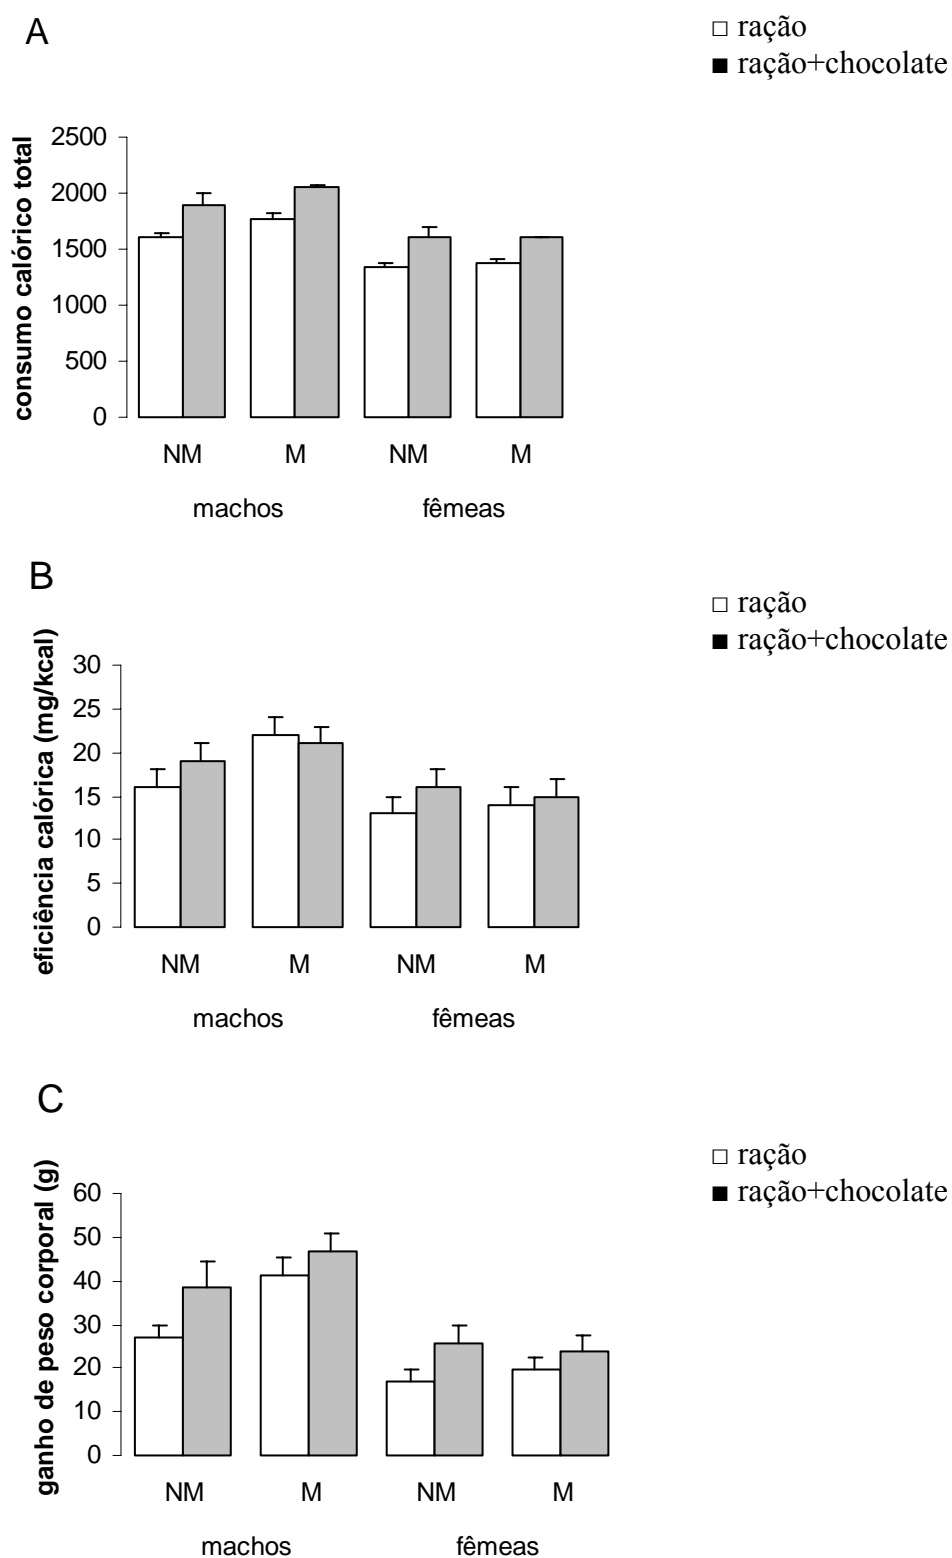 A
□ ração
■ ração+chocolate
consumo calórico total
2500
2000
1500
1000
500
0
NM M NM M
machos fêmeas
B
□ ração
■ ração+chocolate
eficiência calórica (mg/kcal)
30
25
20
15
10
5
0
NM M NM M
machos fêmeas
C
□ ração
■ ração+chocolate
ganho de peso corporal (g)
60
50
40
30
20
10
0
NM M NM M
machos fêmeas